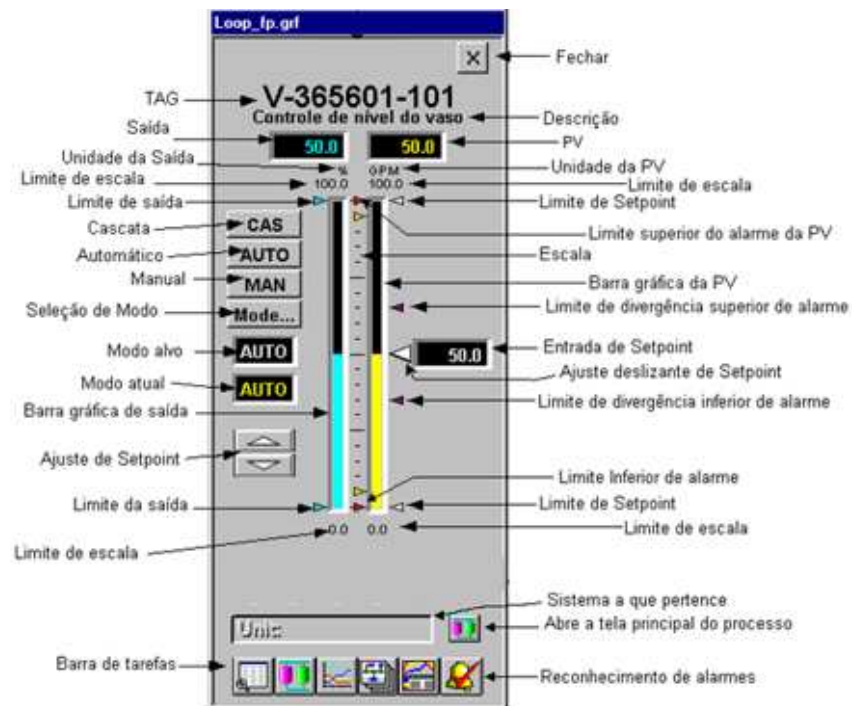 Loop_fp.grf
Fechar
TAG
V-365601-101
Controle de nível do vaso
Descrição
Saída
50.0
50.0
PV
Unidade da Saída
%
GPM
Unidade da PV
Limite de escala
100.0
100.0
Limite de escala
Limite de saída
Limite de Setpoint
Cascata
CAS
Limite superior do alarme da PV
Automático
AUTO
Escala
Manual
MAN
Barra gráfica da PV
Seleção de Modo
Mode...
Limite de divergência superior de alarme
Modo alvo
AUTO
50.0
Entrada de Setpoint
Ajuste deslizante de Setpoint
Modo atual
AUTO
Limite de divergência inferior de alarme
Barra gráfica de saída
Ajuste de Setpoint
Limite Inferior de alarme
Limite da saída
Limite de Setpoint
Limite de escala
0.0
0.0
Limite de escala
Sistema a que pertence
Unic
Abre a tela principal do processo
Barra de tarefas
Reconhecimento de alarmes